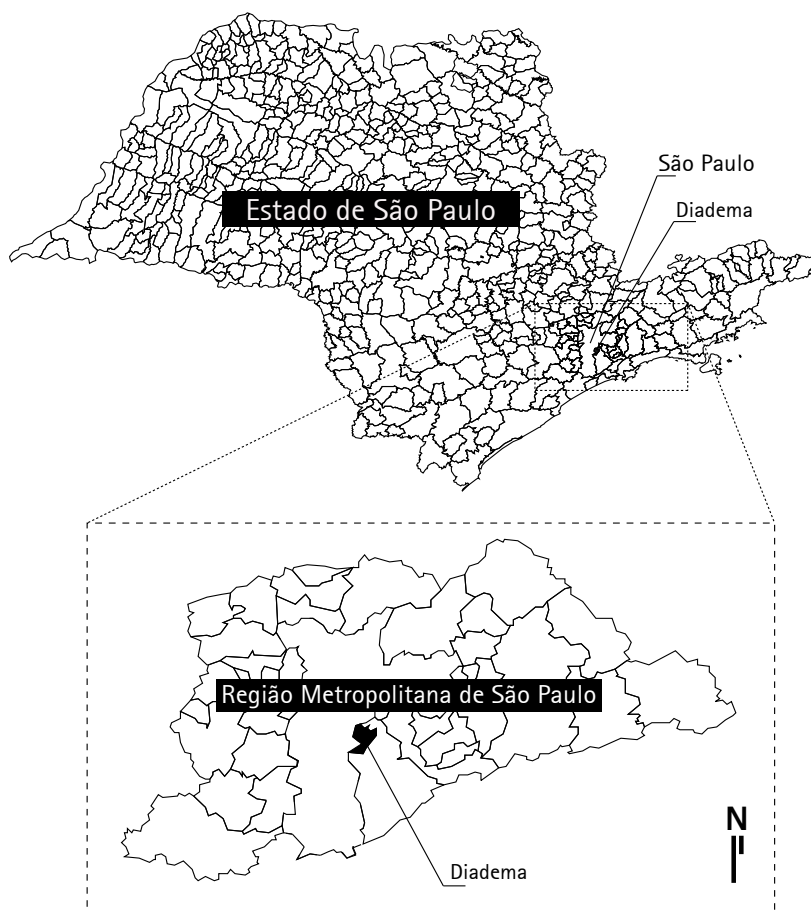 São Paulo
Estado de São Paulo
Diadema
Região Metropolitana de São Paulo
N
Diadema